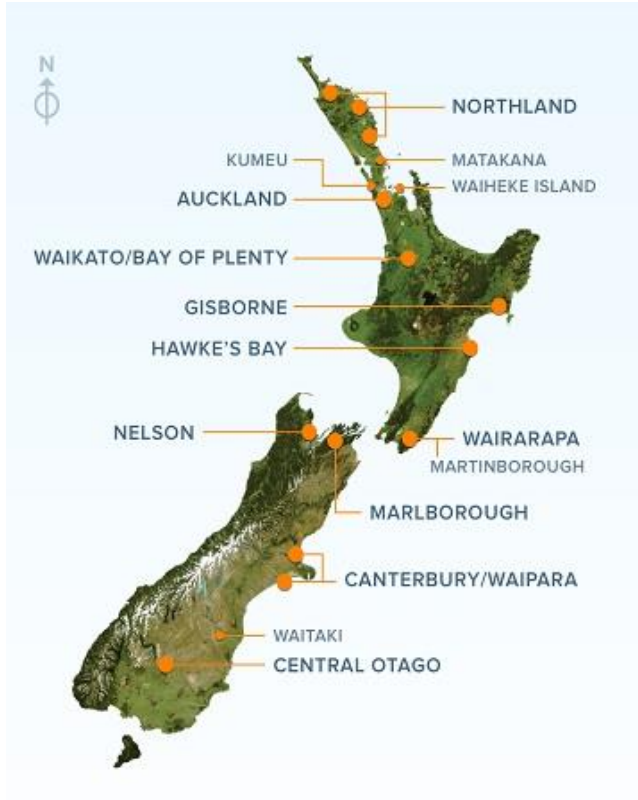 N
NORTHLAND
KUMEU
MATAKANA
WAIHEKE ISLAND
AUCKLAND
WAIKATO/BAY OF PLENTY
GISBORNE
HAWKE'S BAY
NELSON
WAIRARAPA
MARTINBOROUGH
MARLBOROUGH
CANTERBURY/WAIPARA
WAITAKI
CENTRAL OTAGO